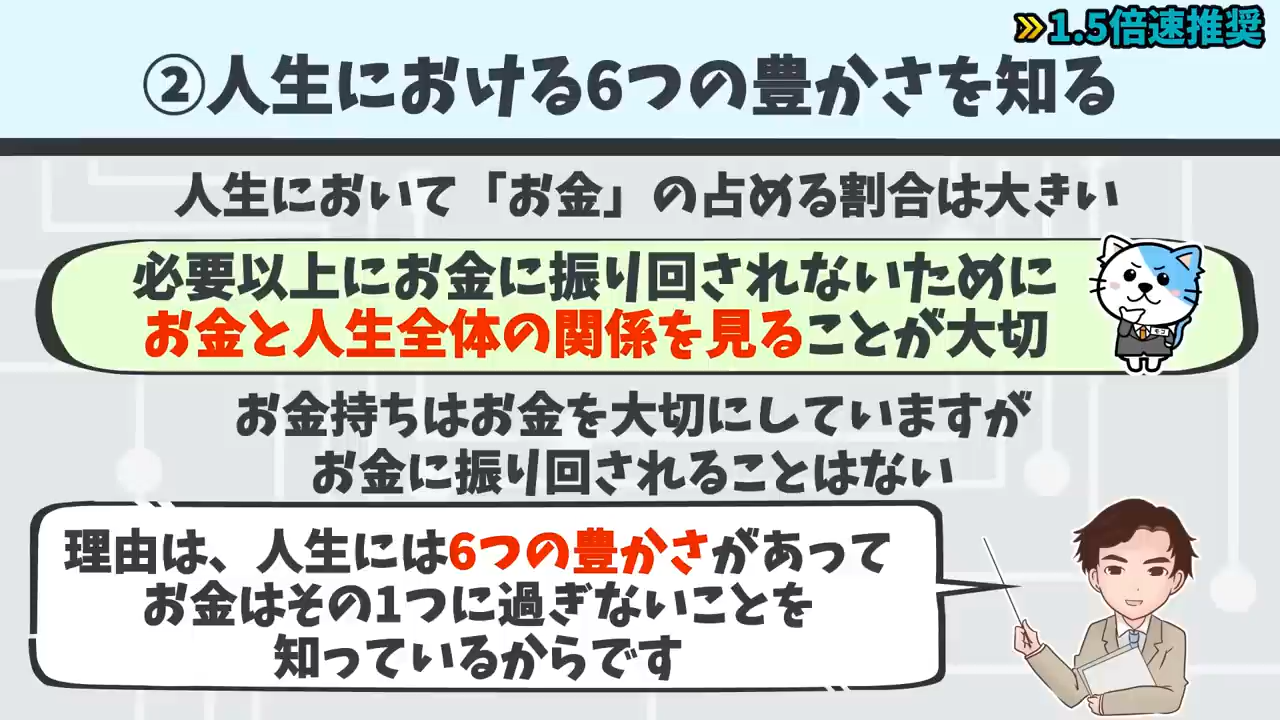 1.5倍速推奨
②人生における6つの豊かさを知る
人生において「お金」の占める割合は大きい
必要以上にお金に振り回されないために
お金と人生全体の関係を見ることが大切
お金持ちはお金を大切にしていますが
お金に振り回されることはない
理由は、人生には6つの豊かさがあって
お金はその1つに過ぎないことを
知っているからです